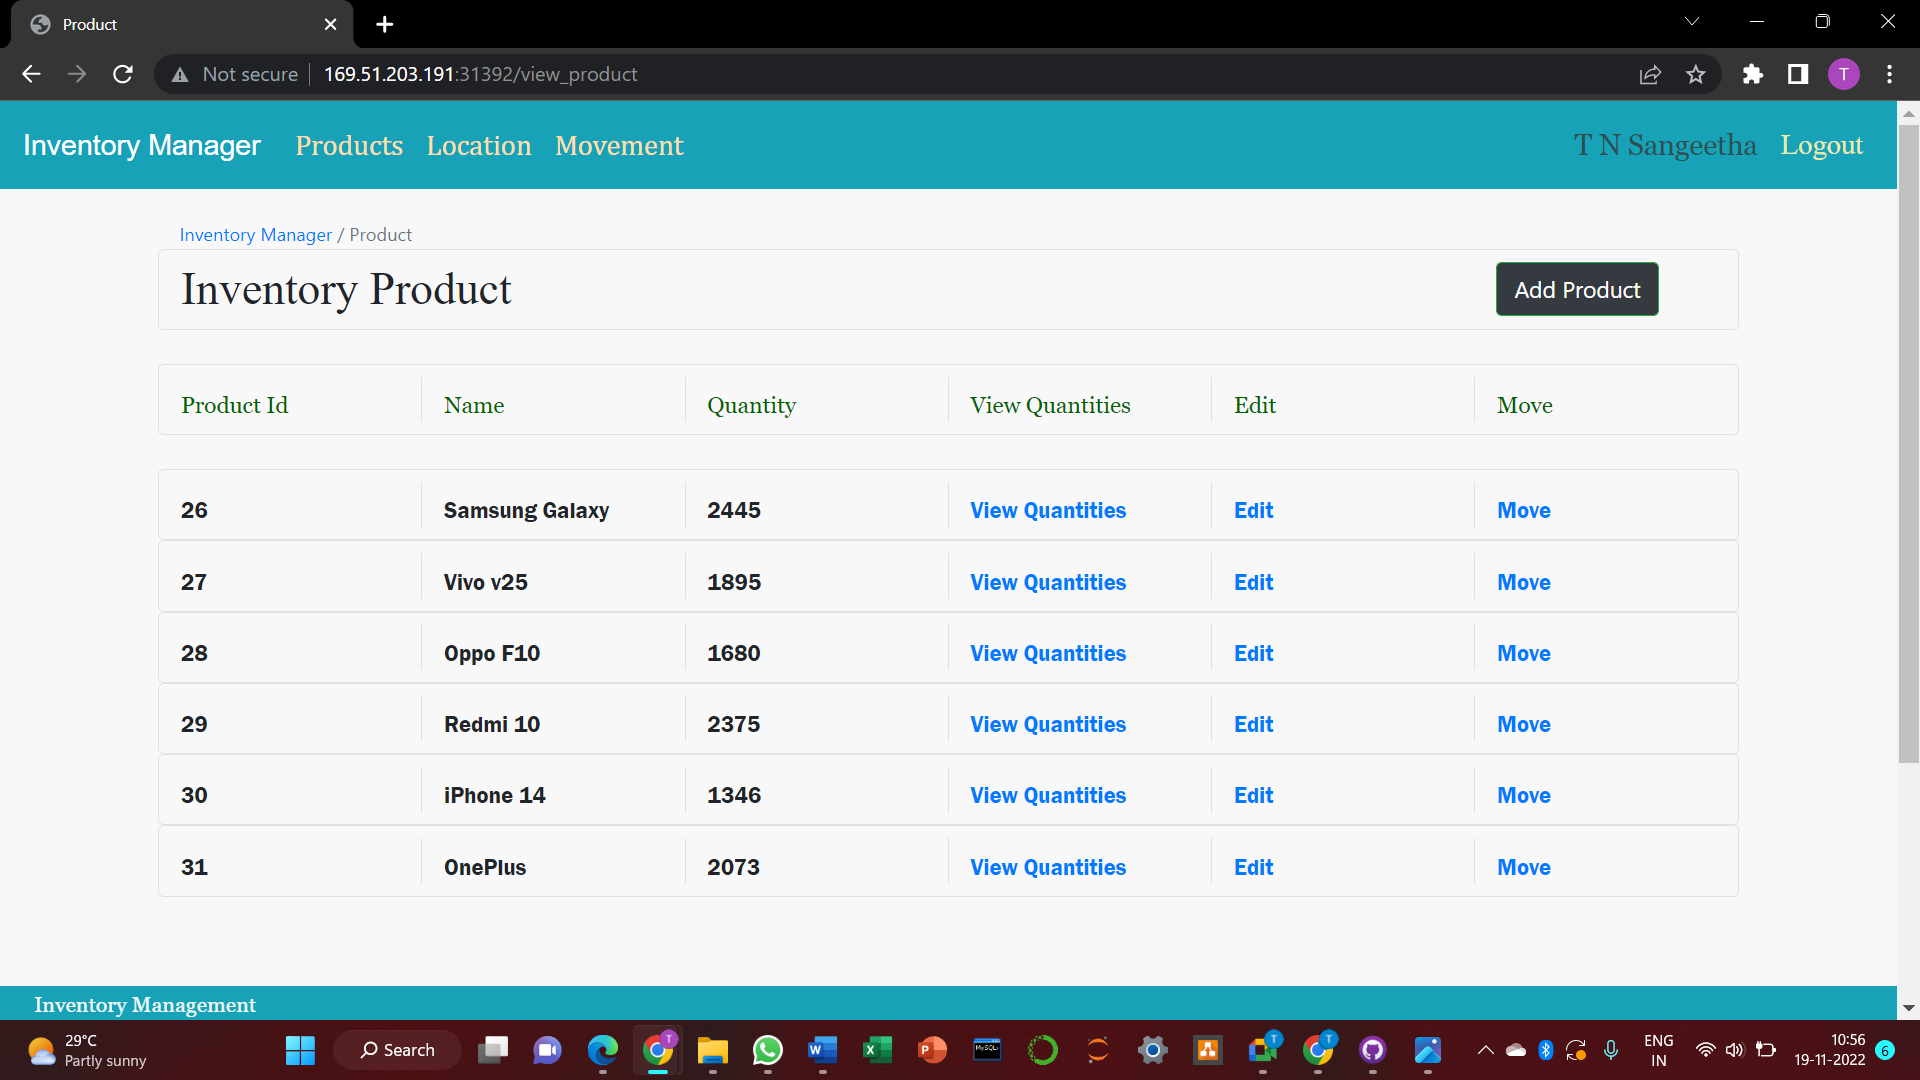 Product
Not secure 169.51.203.191:31392/view_product
T
Inventory Manager Products Location Movement T N Sangeetha Logout
Inventory Manager / Product
Inventory Product Add Product
Product Id Name Quantity View Quantities Edit Move
26 Samsung Galaxy 2445 View Quantities Edit Move
27 Vivo v25 1895 View Quantities Edit Move
28 Oppo F10 1680 View Quantities Edit Move
29 Redmi 10 2375 View Quantities Edit Move
30 iPhone 14 1346 View Quantities Edit Move
31 OnePlus 2073 View Quantities Edit Move
Inventory Management
29°C
Partly sunny
Search
T
W
X
P
MySQL
T
T
ENG
IN
10:56
19-11-2022
6